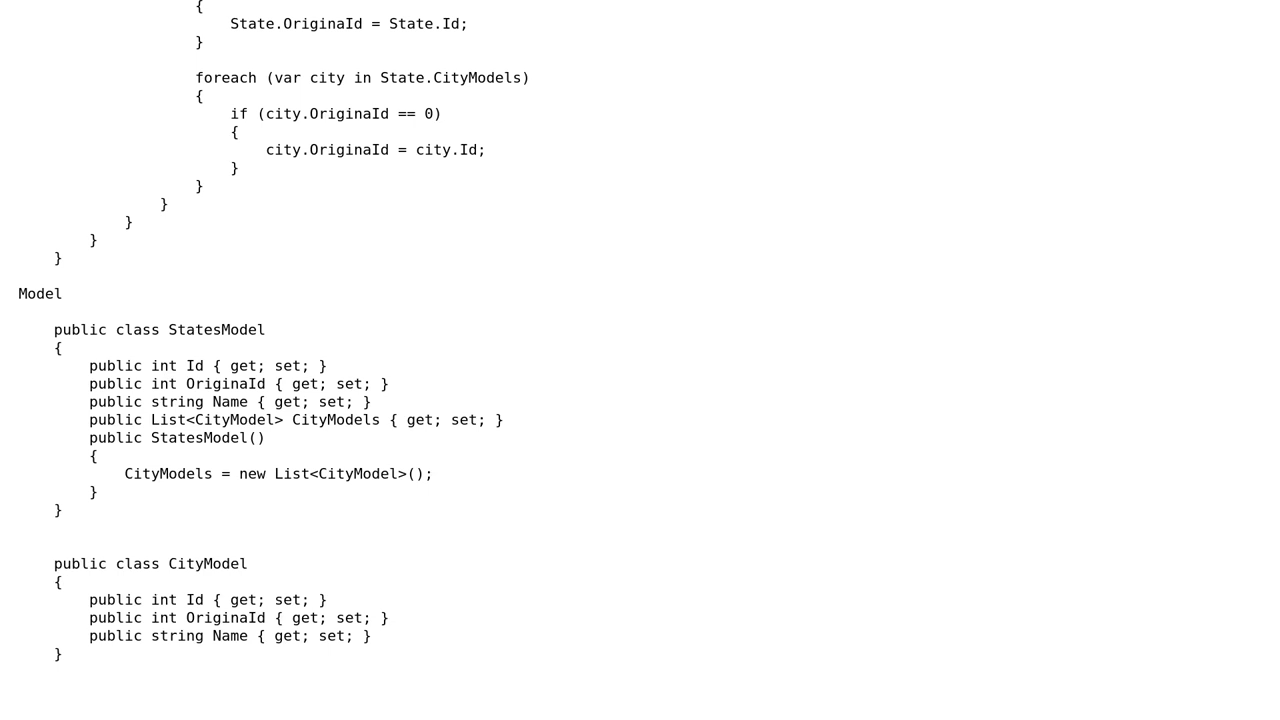 {
State.OriginaId = State.Id;
}
foreach (var city in State.CityModels)
{
if (city.OriginaId == 0)
{
city.OriginaId = city.Id;
}
}
}
}
}
}
Model
public class StatesModel
{
public int Id { get; set; }
public int OriginaId { get; set; }
public string Name { get; set; }
public List<CityModel> CityModels { get; set; }
public StatesModel()
{
CityModels = new List<CityModel>();
}
}
public class CityModel
{
public int Id { get; set; }
public int OriginaId { get; set; }
public string Name { get; set; }
}